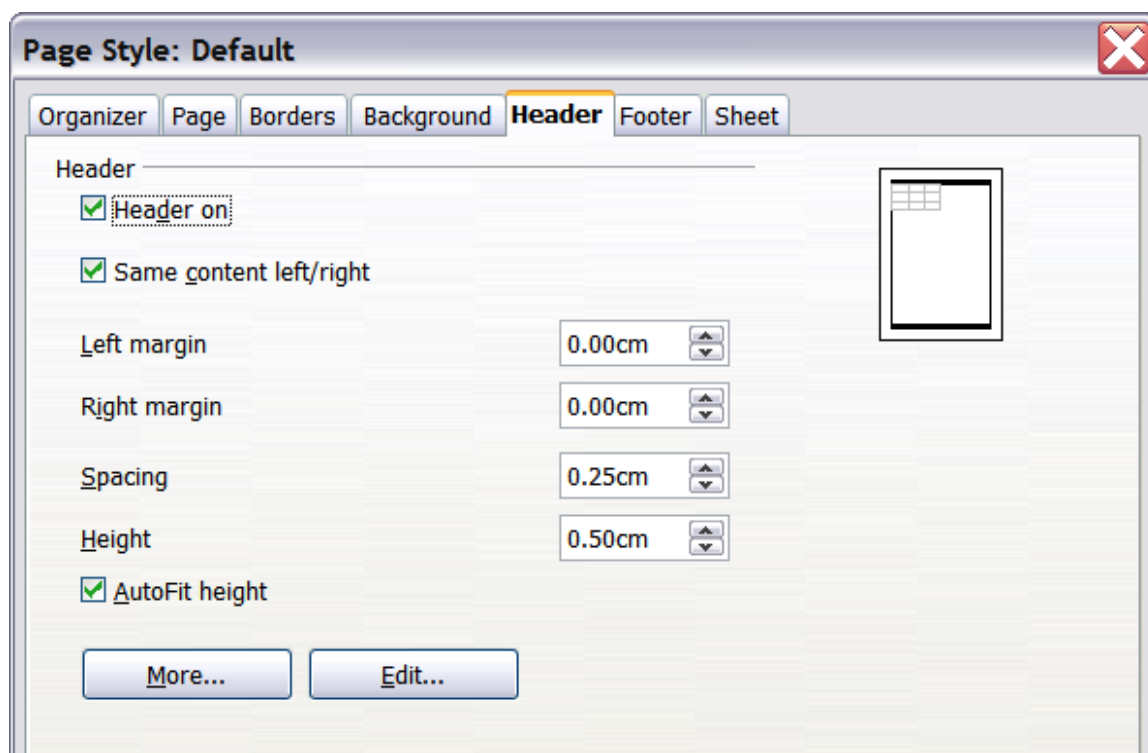 Page Style: Default
Organizer Page Borders Background Header Footer Sheet
Header
Header on
Same content left/right
Left margin 0.00cm
Right margin 0.00cm
Spacing 0.25cm
Height 0.50cm
AutoFit height
More... Edit...